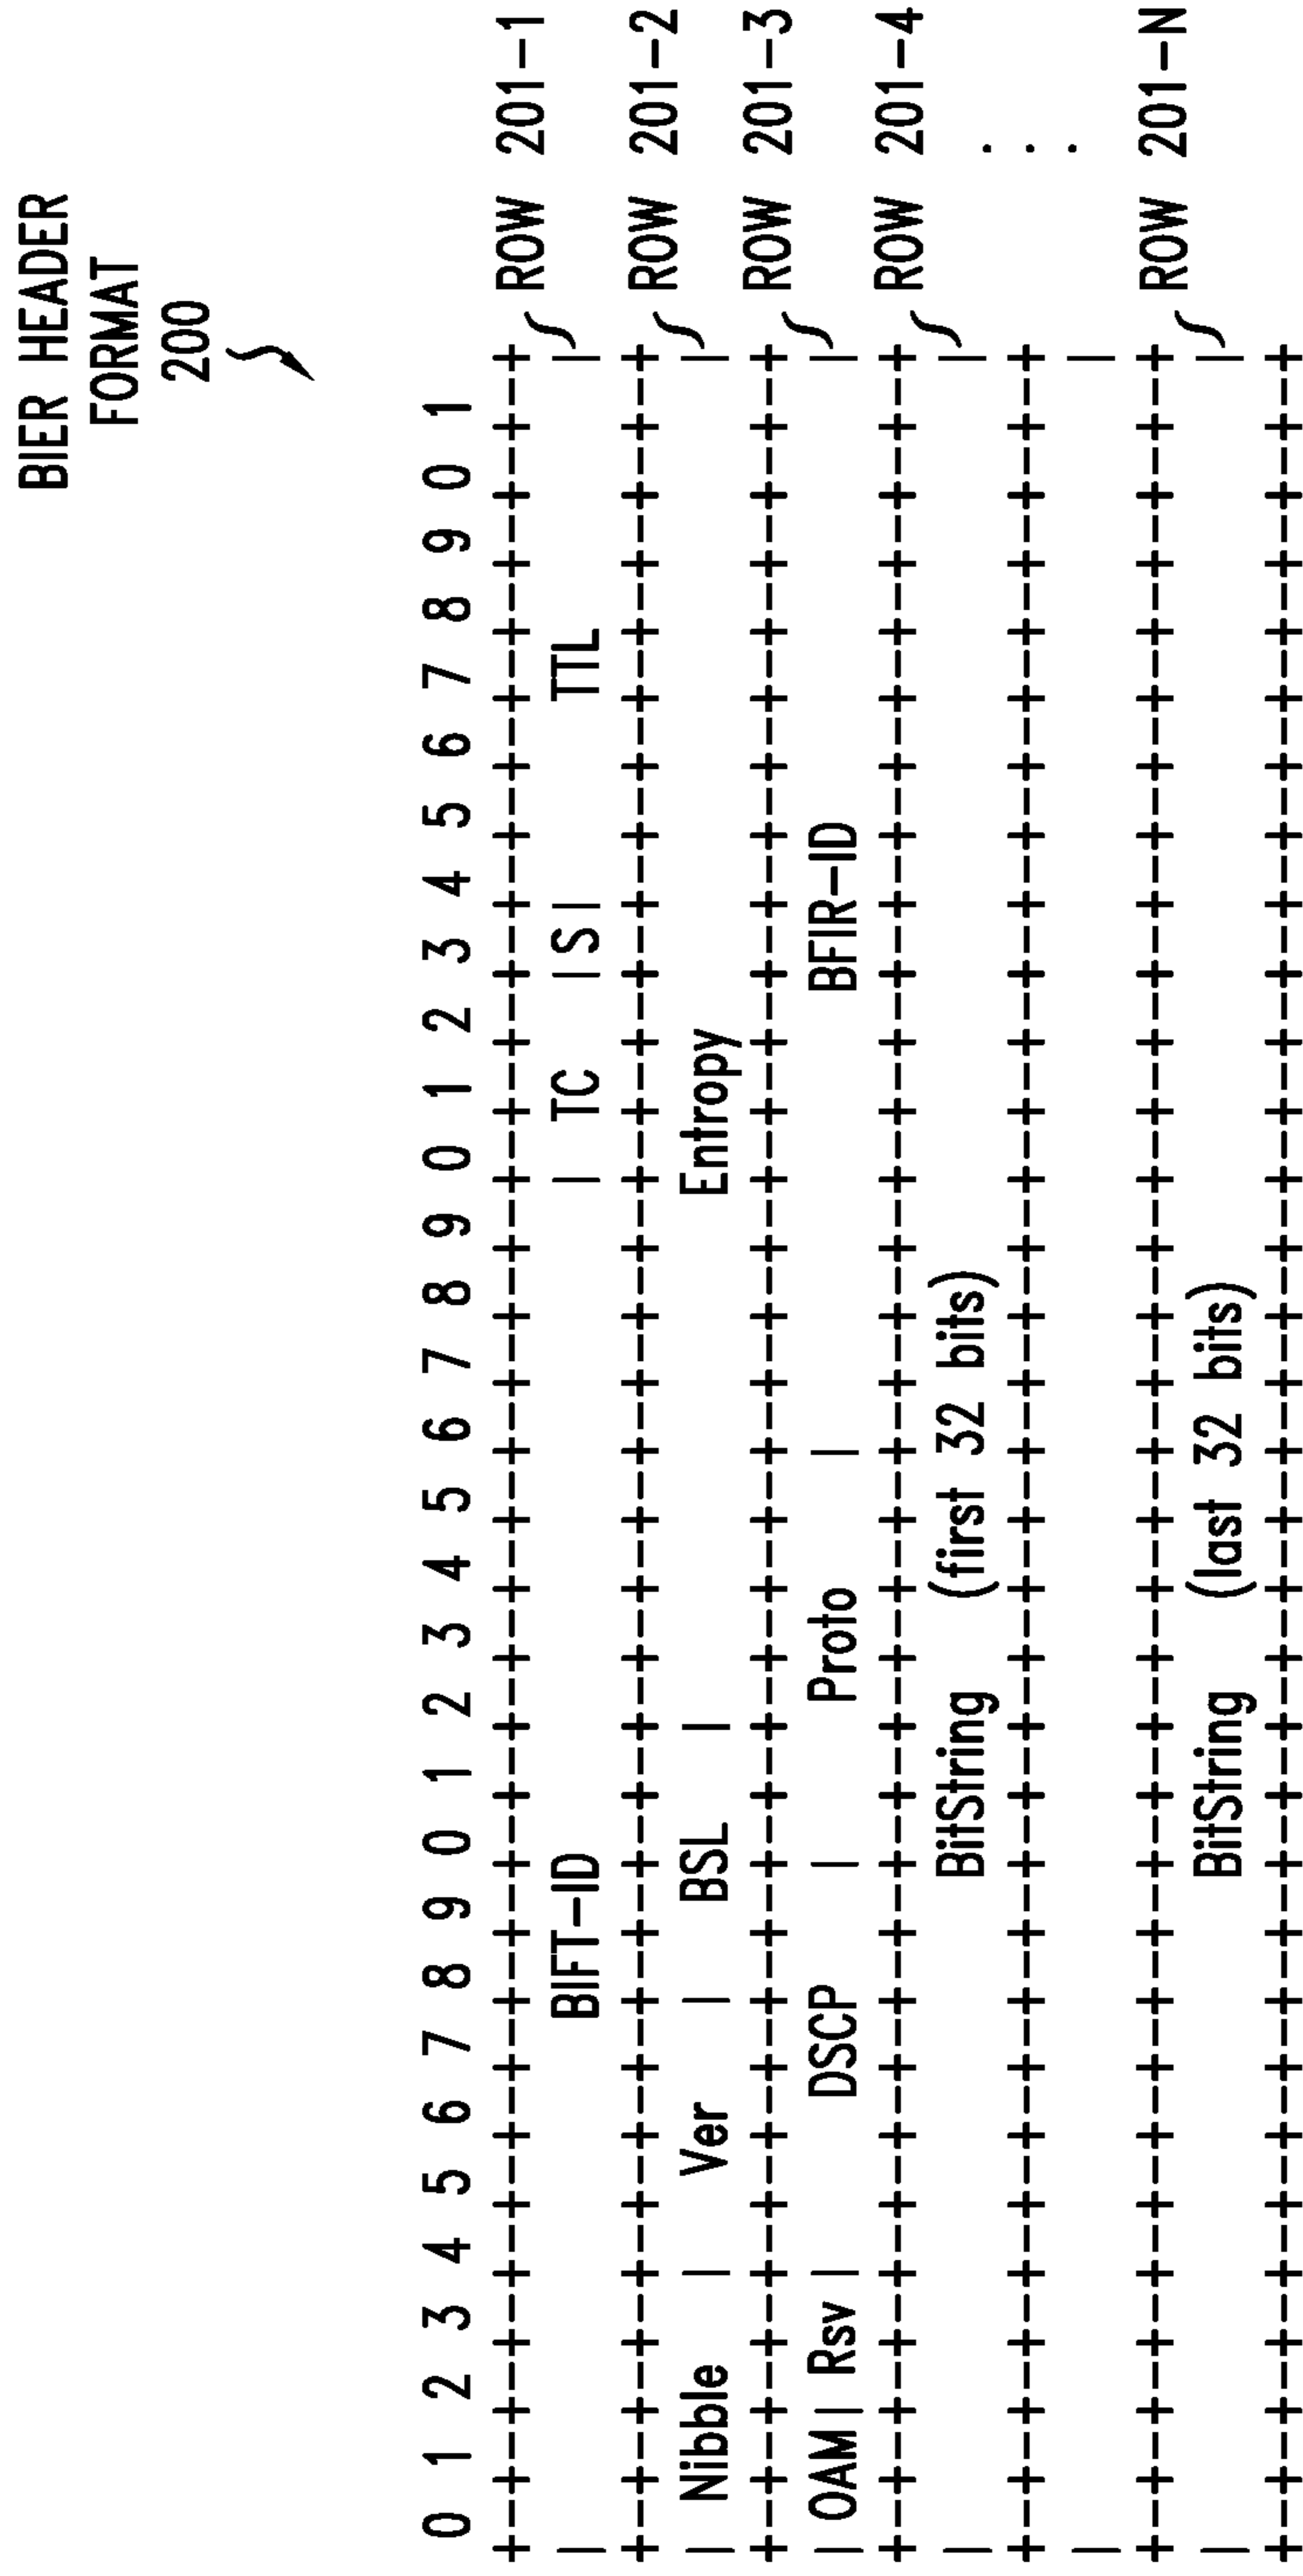 BIER HEADER
FORMAT
200
0 1 2 3 4 5 6 7 8 9 0 1 2 3 4 5 6 7 8 9 0 1 2 3 4 5 6 7 8 9 0 1
+-+-+-+-+-+-+-+-+-+-+-+-+-+-+-+-+-+-+-+-+-+-+-+-+-+-+-+-+-+-+-+-+
| BIFT-ID | TC |S| TTL | ROW 201-1
+-+-+-+-+-+-+-+-+-+-+-+-+-+-+-+-+-+-+-+-+-+-+-+-+-+-+-+-+-+-+-+-+
| Nibble | Ver | BSL | Entropy | ROW 201-2
+-+-+-+-+-+-+-+-+-+-+-+-+-+-+-+-+-+-+-+-+-+-+-+-+-+-+-+-+-+-+-+-+
|OAM| Rsv| DSCP | Proto | BFIR-ID | ROW 201-3
+-+-+-+-+-+-+-+-+-+-+-+-+-+-+-+-+-+-+-+-+-+-+-+-+-+-+-+-+-+-+-+-+
| BitString (first 32 bits) | ROW 201-4
+-+-+-+-+-+-+-+-+-+-+-+-+-+-+-+-+-+-+-+-+-+-+-+-+-+-+-+-+-+-+-+-+
| | . . .
+-+-+-+-+-+-+-+-+-+-+-+-+-+-+-+-+-+-+-+-+-+-+-+-+-+-+-+-+-+-+-+-+
| BitString (last 32 bits) | ROW 201-N
+-+-+-+-+-+-+-+-+-+-+-+-+-+-+-+-+-+-+-+-+-+-+-+-+-+-+-+-+-+-+-+-+